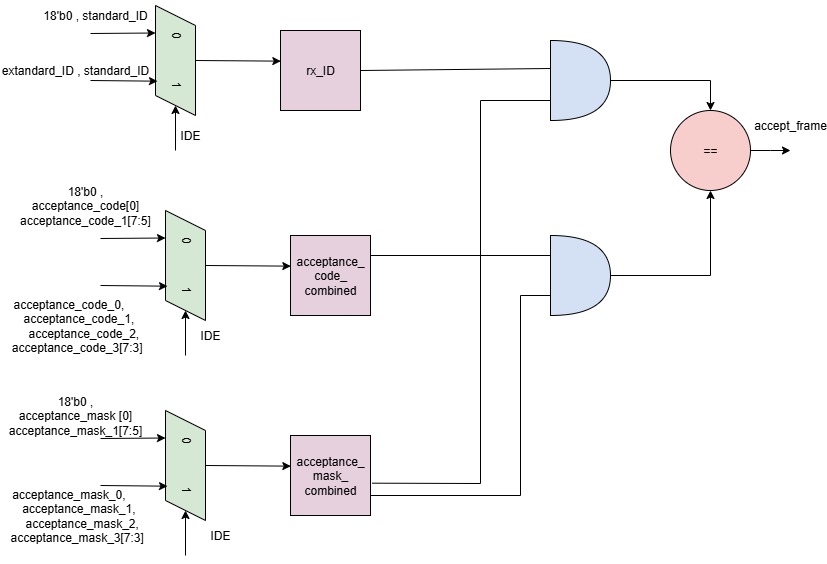 18'b0 , standard_ID
0
extandard_ID , standard_ID
1
rx_ID
IDE
==
accept_frame
18'b0 ,
acceptance_code[0]
acceptance_code_1[7:5]
0
1
acceptance_
code_
combined
acceptance_code_0,
acceptance_code_1,
acceptance_code_2,
acceptance_code_3[7:3]
IDE
18'b0 ,
acceptance_mask [0]
acceptance_mask_1[7:5]
0
1
acceptance_
mask_
combined
acceptance_mask_0,
acceptance_mask_1,
acceptance_mask_2,
acceptance_mask_3[7:3]
IDE